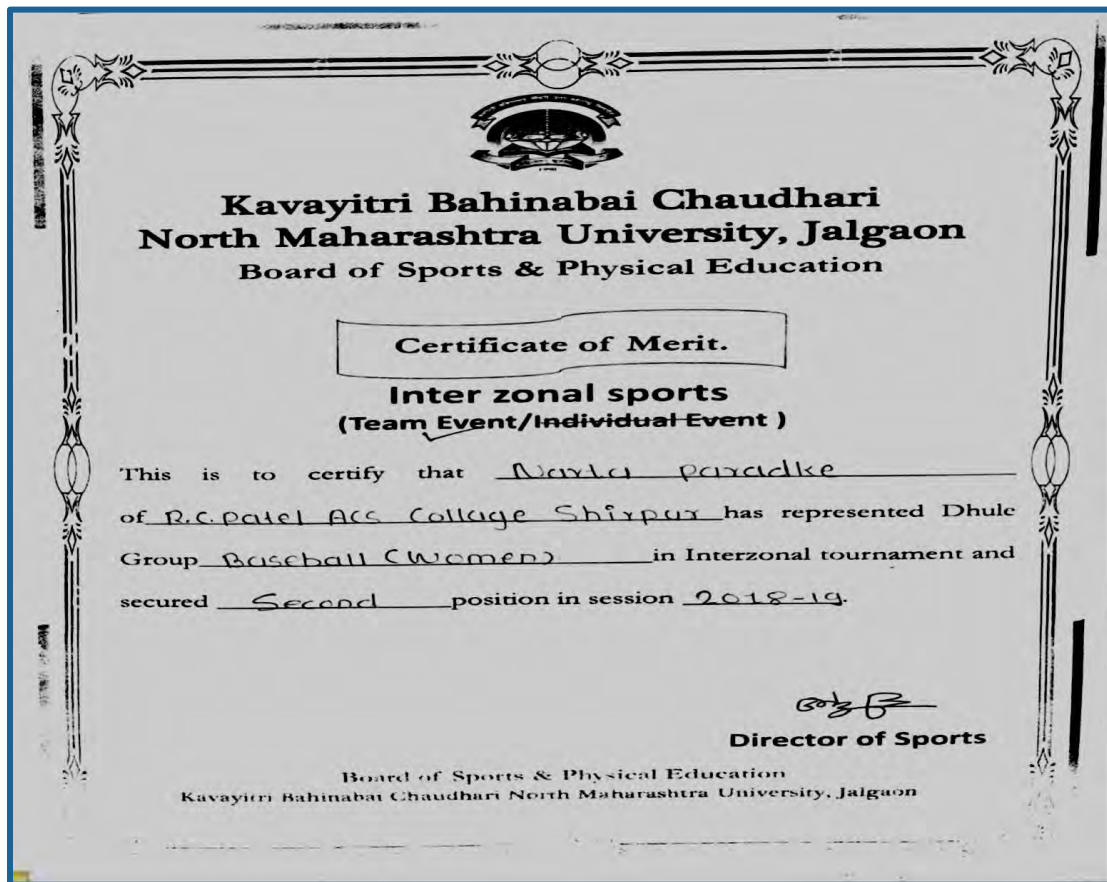 Kavayitri Bahinabai Chaudhari
North Maharashtra University, Jalgaon
Board of Sports & Physical Education
Certificate of Merit.
Inter zonal sports
(Team Event/Individual Event )
This is to certify that paradke
of R.C. patel ACS Collage Shirpur has represented Dhule
Group Baseball (Women) in Interzonal tournament and
secured Second position in session 2018-19.
Director of Sports
Board of Sports & Physical Education
Kavayitri Bahinabai Chaudhari North Maharashtra University, Jalgaon